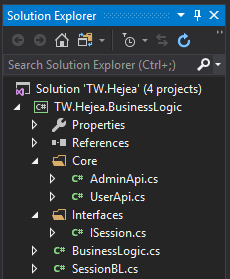 Solution Explorer
Search Solution Explorer (Ctrl+;)
Solution 'TW.Hejea' (4 projects)
C# TW.Hejea.BusinessLogic
Properties
References
Core
C# AdminApi.cs
C# UserApi.cs
Interfaces
C# ISession.cs
C# BusinessLogic.cs
C# SessionBL.cs